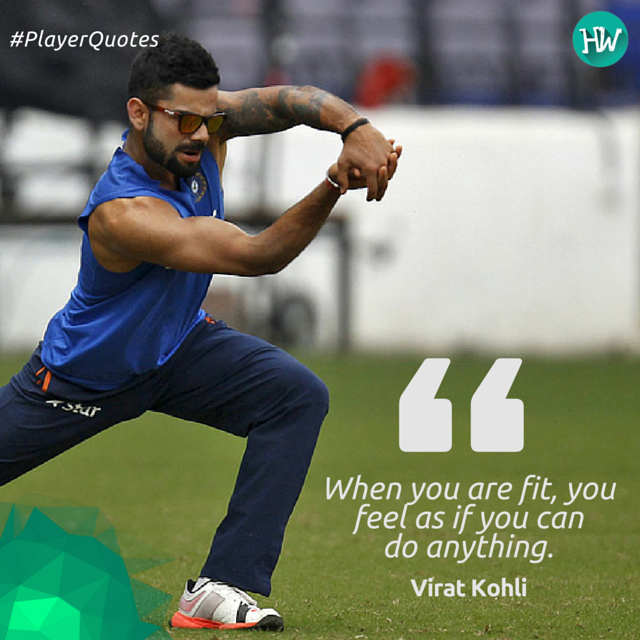 #PlayerQuotes
HW
star
When you are fit, you
feel as if you can
do anything.
Virat Kohli